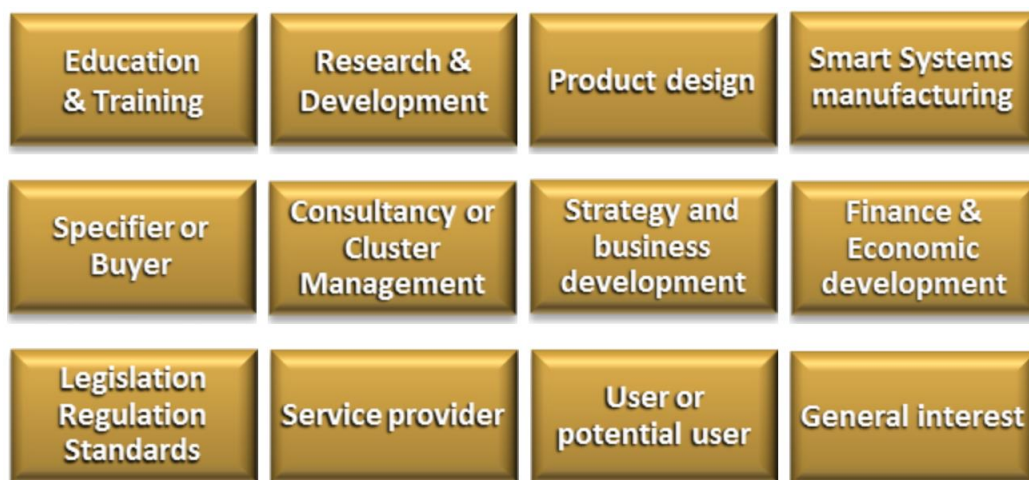 Education
& Training
Research &
Development
Product design
Smart Systems
manufacturing
Specifier or
Buyer
Consultancy or
Cluster
Management
Strategy and
business
development
Finance &
Economic
development
Legislation
Regulation
Standards
Service provider
User or
potential user
General interest